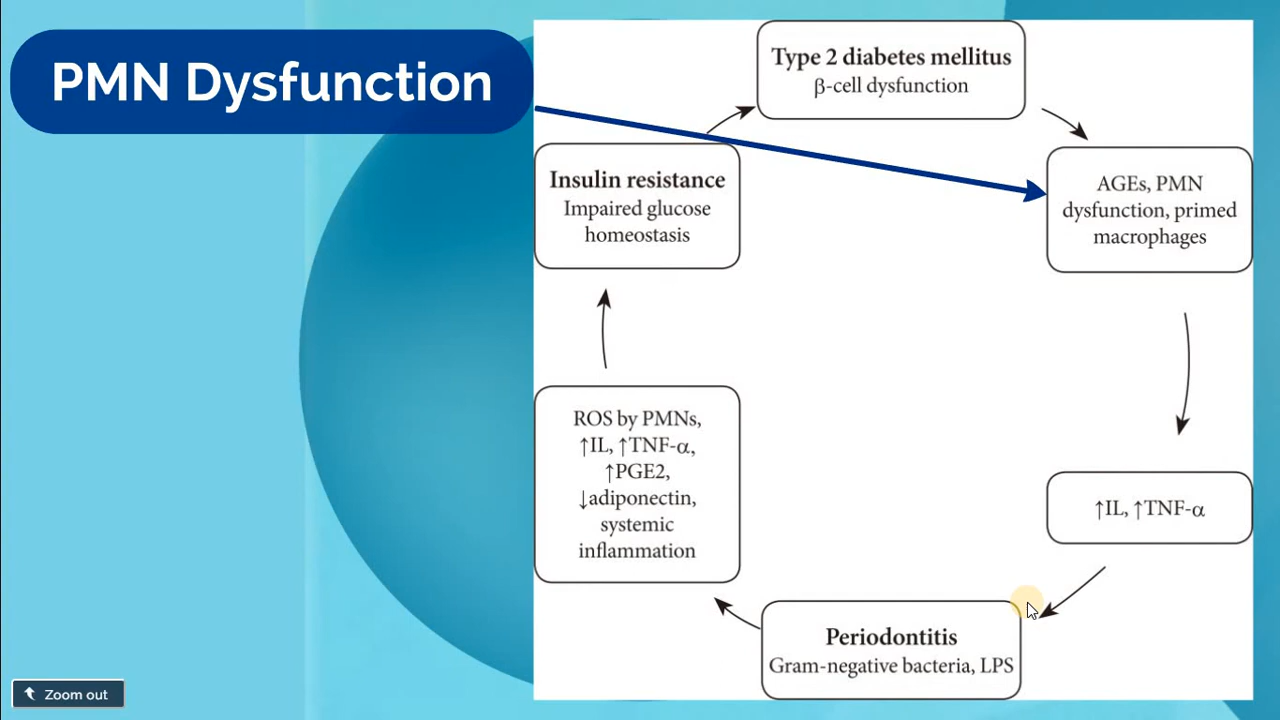 PMN Dysfunction
Type 2 diabetes mellitus
β-cell dysfunction
Insulin resistance
Impaired glucose
homeostasis
AGEs, PMN
dysfunction, primed
macrophages
ROS by PMNs,
↑IL, ↑TNF-α,
↑PGE2,
↓adiponectin,
systemic
inflammation
↑IL, ↑TNF-α
Periodontitis
Gram-negative bacteria, LPS
Zoom out